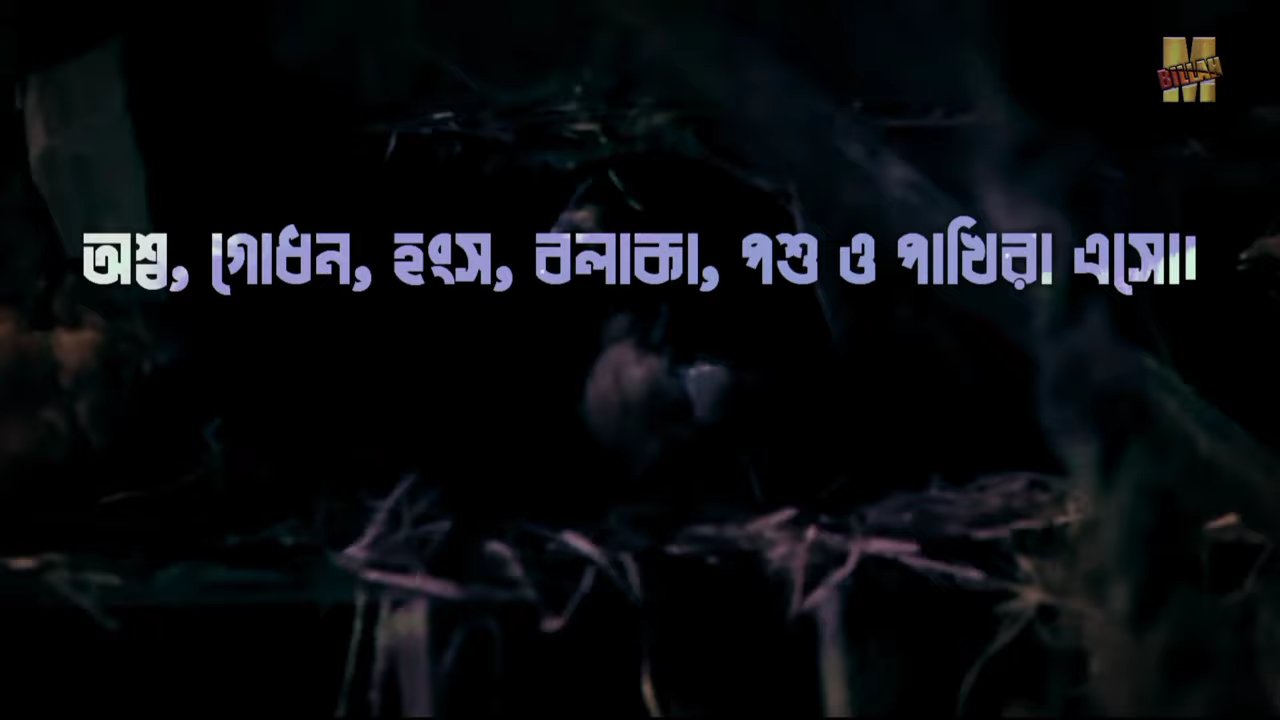 M
BILLAH
অশ্ব, গোধন, হংস, বলাকা, পশু ও পাখিরা এসো।